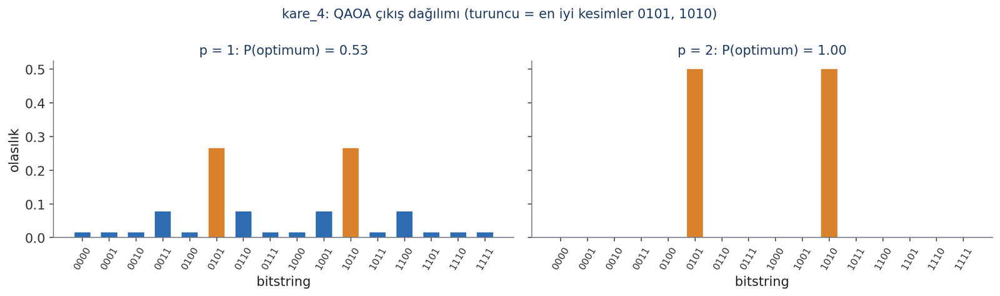 kare_4: QAOA çıkış dağılımı (turuncu = en iyi kesimler 0101, 1010)
p = 1: P(optimum) = 0.53
olasılık
0.5
0.4
0.3
0.2
0.1
0.0
0000 0001 0010 0011 0100 0101 0110 0111 1000 1001 1010 1011 1100 1101 1110 1111
bitstring
p = 2: P(optimum) = 1.00
0000 0001 0010 0011 0100 0101 0110 0111 1000 1001 1010 1011 1100 1101 1110 1111
bitstring